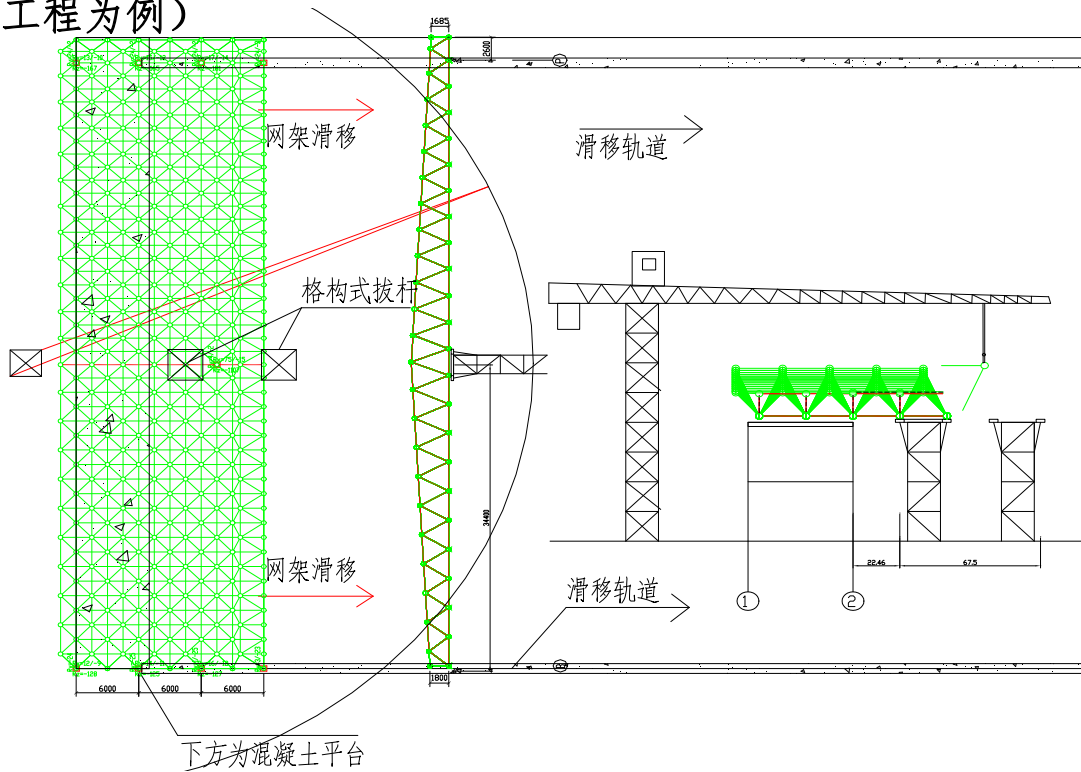 工程为例）
1685
2600
P
网架滑移
滑移轨道
格构式拔杆
34400
网架滑移
滑移轨道
22.46
67.5
1
2
1800
6000
6000
6000
下方为混凝土平台